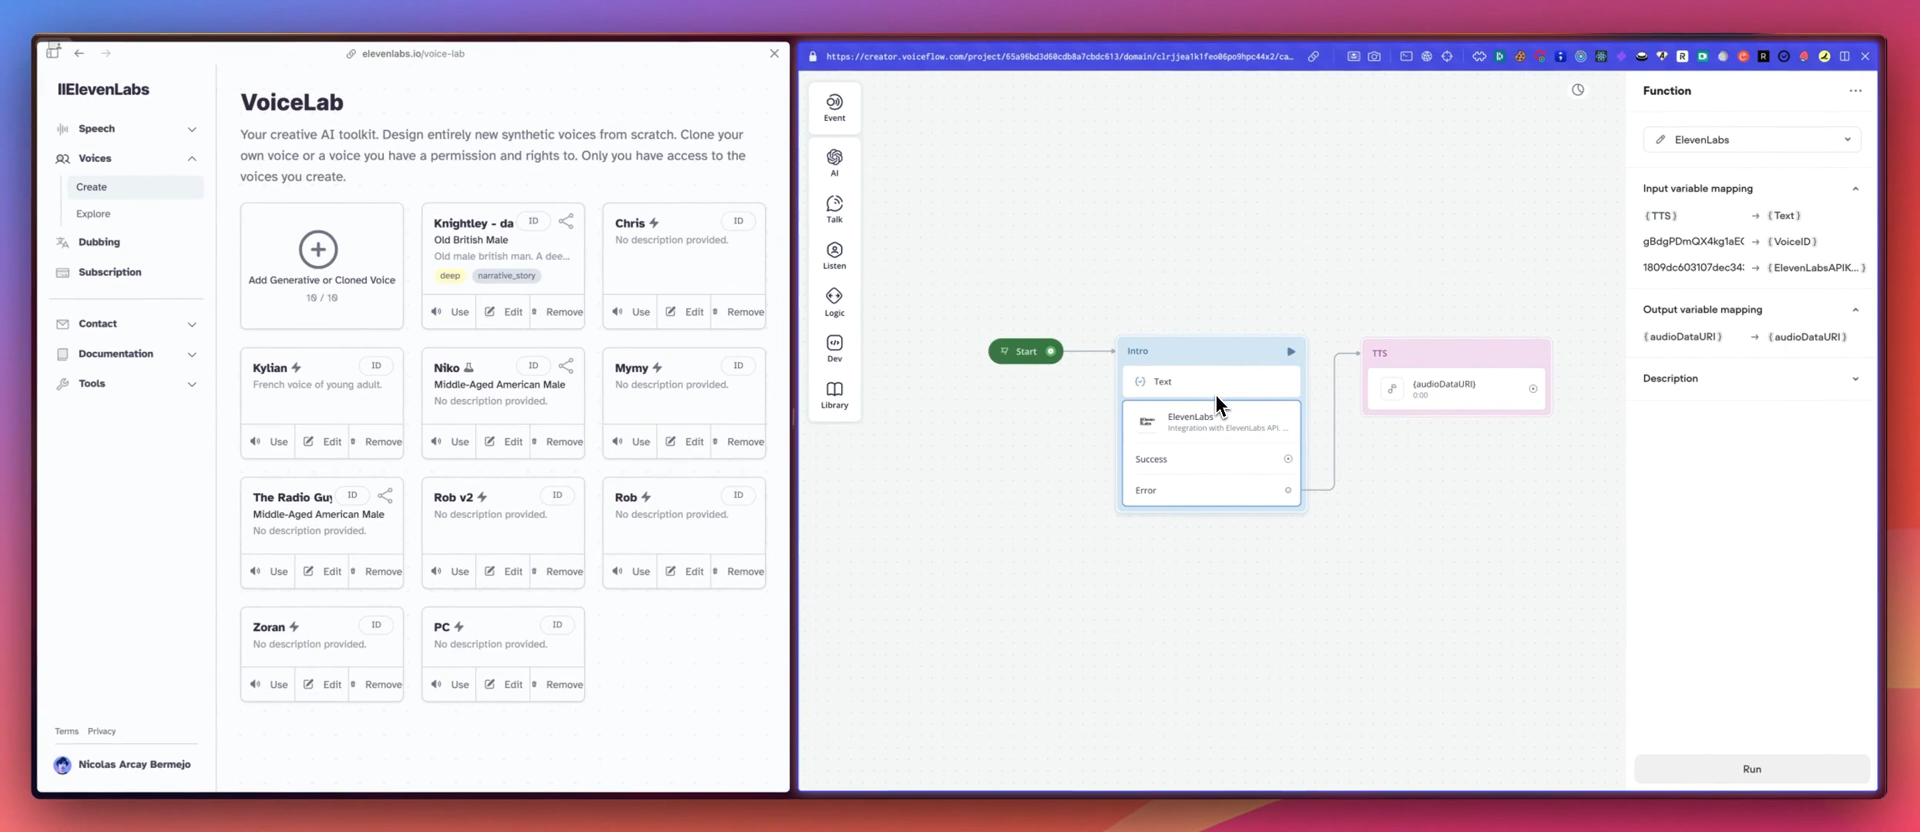 elevenlabs.io/voice-lab
IIElevenLabs
Speech
Voices
Create
Explore
Dubbing
Subscription
Contact
Documentation
Tools
Terms Privacy
Nicolas Arcay Bermejo
VoiceLab
Your creative AI toolkit. Design entirely new synthetic voices from scratch. Clone your
own voice or a voice you have a permission and rights to. Only you have access to the
voices you create.
Add Generative or Cloned Voice
10 / 10
Knightley - da ID
Old British Male
Old male british man. A dee...
deep narrative_story
Use Edit Remove
Chris ID
No description provided.
Use Edit Remove
Kylian ID
French voice of young adult.
Use Edit Remove
Niko ID
Middle-Aged American Male
No description provided.
Use Edit Remove
Mymy ID
No description provided.
Use Edit Remove
The Radio Guy ID
Middle-Aged American Male
No description provided.
Use Edit Remove
Rob v2 ID
No description provided.
Use Edit Remove
Rob ID
No description provided.
Use Edit Remove
Zoran ID
No description provided.
Use Edit Remove
PC ID
No description provided.
Use Edit Remove
https://creator.voiceflow.com/project/65a96bd3d60cdb8a7cbdc613/domain/clrjjea1k1feo06po9hpc44x2/ca...
Event
AI
Talk
Listen
Logic
Dev
Library
Start
Intro
Text
ElevenLabs
Integration with ElevenLabs API. ...
Success
Error
TTS
{audioDataURI}
0:00
Function
ElevenLabs
Input variable mapping
{TTS} → {Text}
gBdgPDmQX4kg1aE → {VoiceID}
1809dc603107dec34 → {ElevenLabsAPIK...}
Output variable mapping
{audioDataURI} → {audioDataURI}
Description
Run